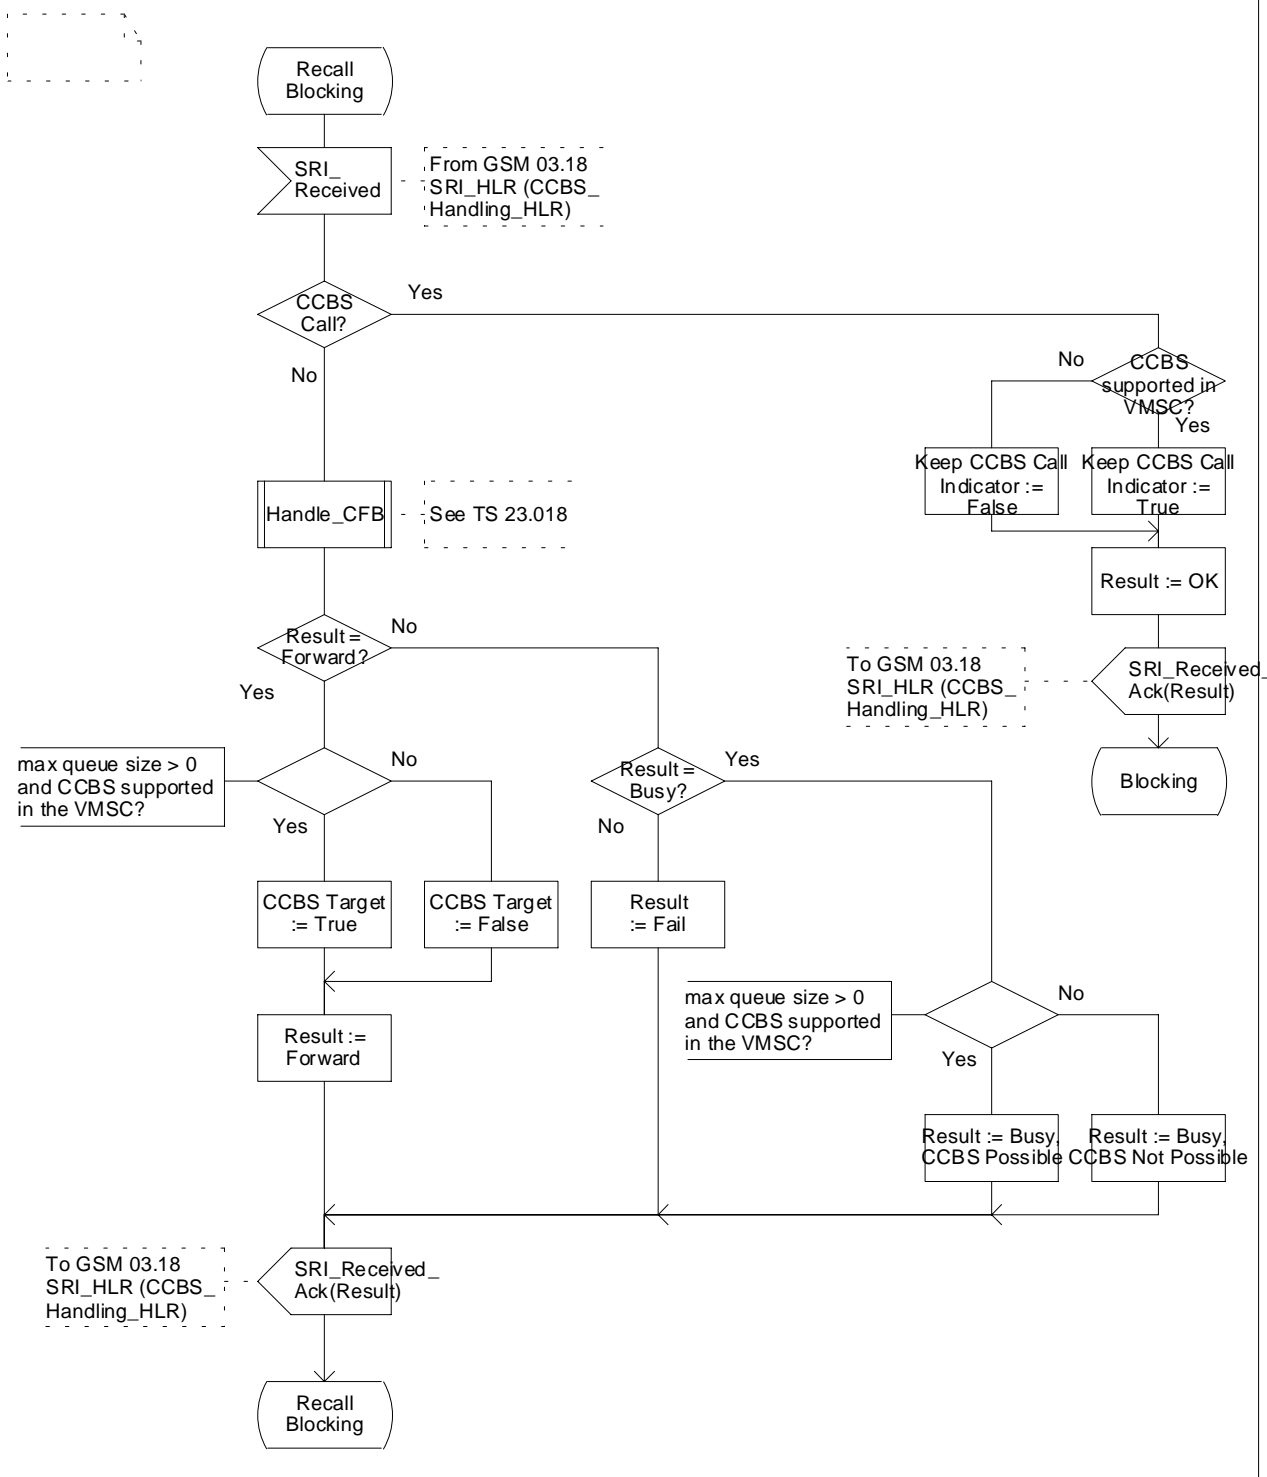 Recall
Blocking
SRI_
Received
From GSM 03.18
SRI_HLR (CCBS_
Handling_HLR)
CCBS
Call?
Yes
No
No
CCBS
supported in
VMSC?
Yes
Keep CCBS Call
Indicator :=
False
Keep CCBS Call
Indicator :=
True
Handle_CFB
See TS 23.018
Result := OK
Result =
Forward?
No
Yes
To GSM 03.18
SRI_HLR (CCBS_
Handling_HLR)
SRI_Received_
Ack(Result)
Blocking
max queue size > 0
and CCBS supported
in the VMSC?
No
Yes
Result =
Busy?
Yes
No
CCBS Target
:= True
CCBS Target
:= False
Result
:= Fail
max queue size > 0
and CCBS supported
in the VMSC?
No
Yes
Result :=
Forward
Result := Busy,
CCBS Possible
Result := Busy,
CCBS Not Possible
To GSM 03.18
SRI_HLR (CCBS_
Handling_HLR)
SRI_Received_
Ack(Result)
Recall
Blocking